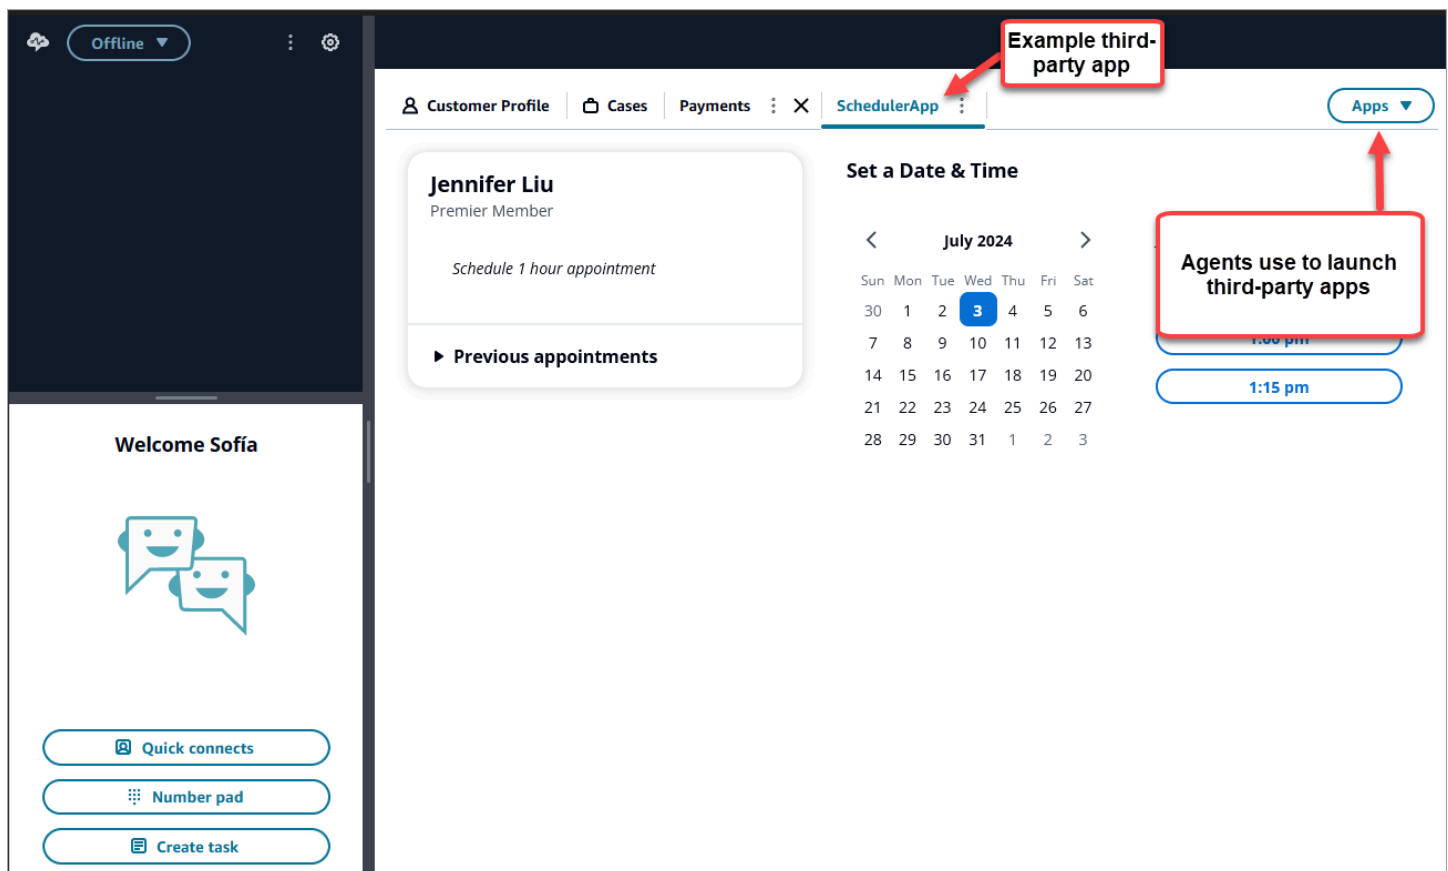 Offline
Example third-
party app
Customer Profile
Cases
Payments
SchedulerApp
Apps
Jennifer Liu
Premier Member
Schedule 1 hour appointment
Previous appointments
Set a Date & Time
July 2024
Sun Mon Tue Wed Thu Fri Sat
30 1 2 3 4 5 6
7 8 9 10 11 12 13
14 15 16 17 18 19 20
21 22 23 24 25 26 27
28 29 30 31 1 2 3
Agents use to launch
third-party apps
1:00 pm
1:15 pm
Welcome Sofía
Quick connects
Number pad
Create task